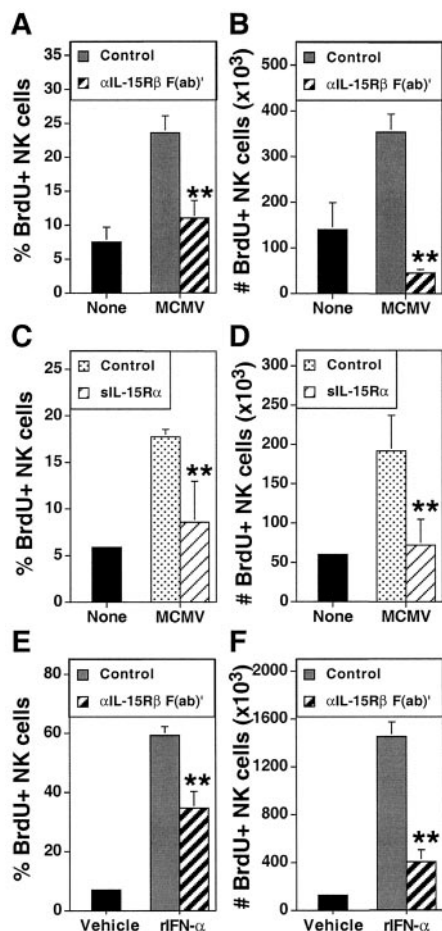 A
% BrdU+ NK cells
35
30
25
20
15
10
5
0
Control
αIL-15Rβ F(ab)'
**
None MCMV
B
# BrdU+ NK cells (x10³)
500
400
300
200
100
0
Control
αIL-15Rβ F(ab)'
**
None MCMV
C
% BrdU+ NK cells
25
20
15
10
5
0
Control
sIL-15Rα
**
None MCMV
D
# BrdU+ NK cells (x10³)
300
250
200
150
100
50
0
Control
sIL-15Rα
**
None MCMV
E
% BrdU+ NK cells
80
60
40
20
0
Control
αIL-15Rβ F(ab)'
**
Vehicle rIFN-α
F
# BrdU+ NK cells (x10³)
400
0
Control
αIL-15Rβ F(ab)'
**
Vehicle rIFN-α